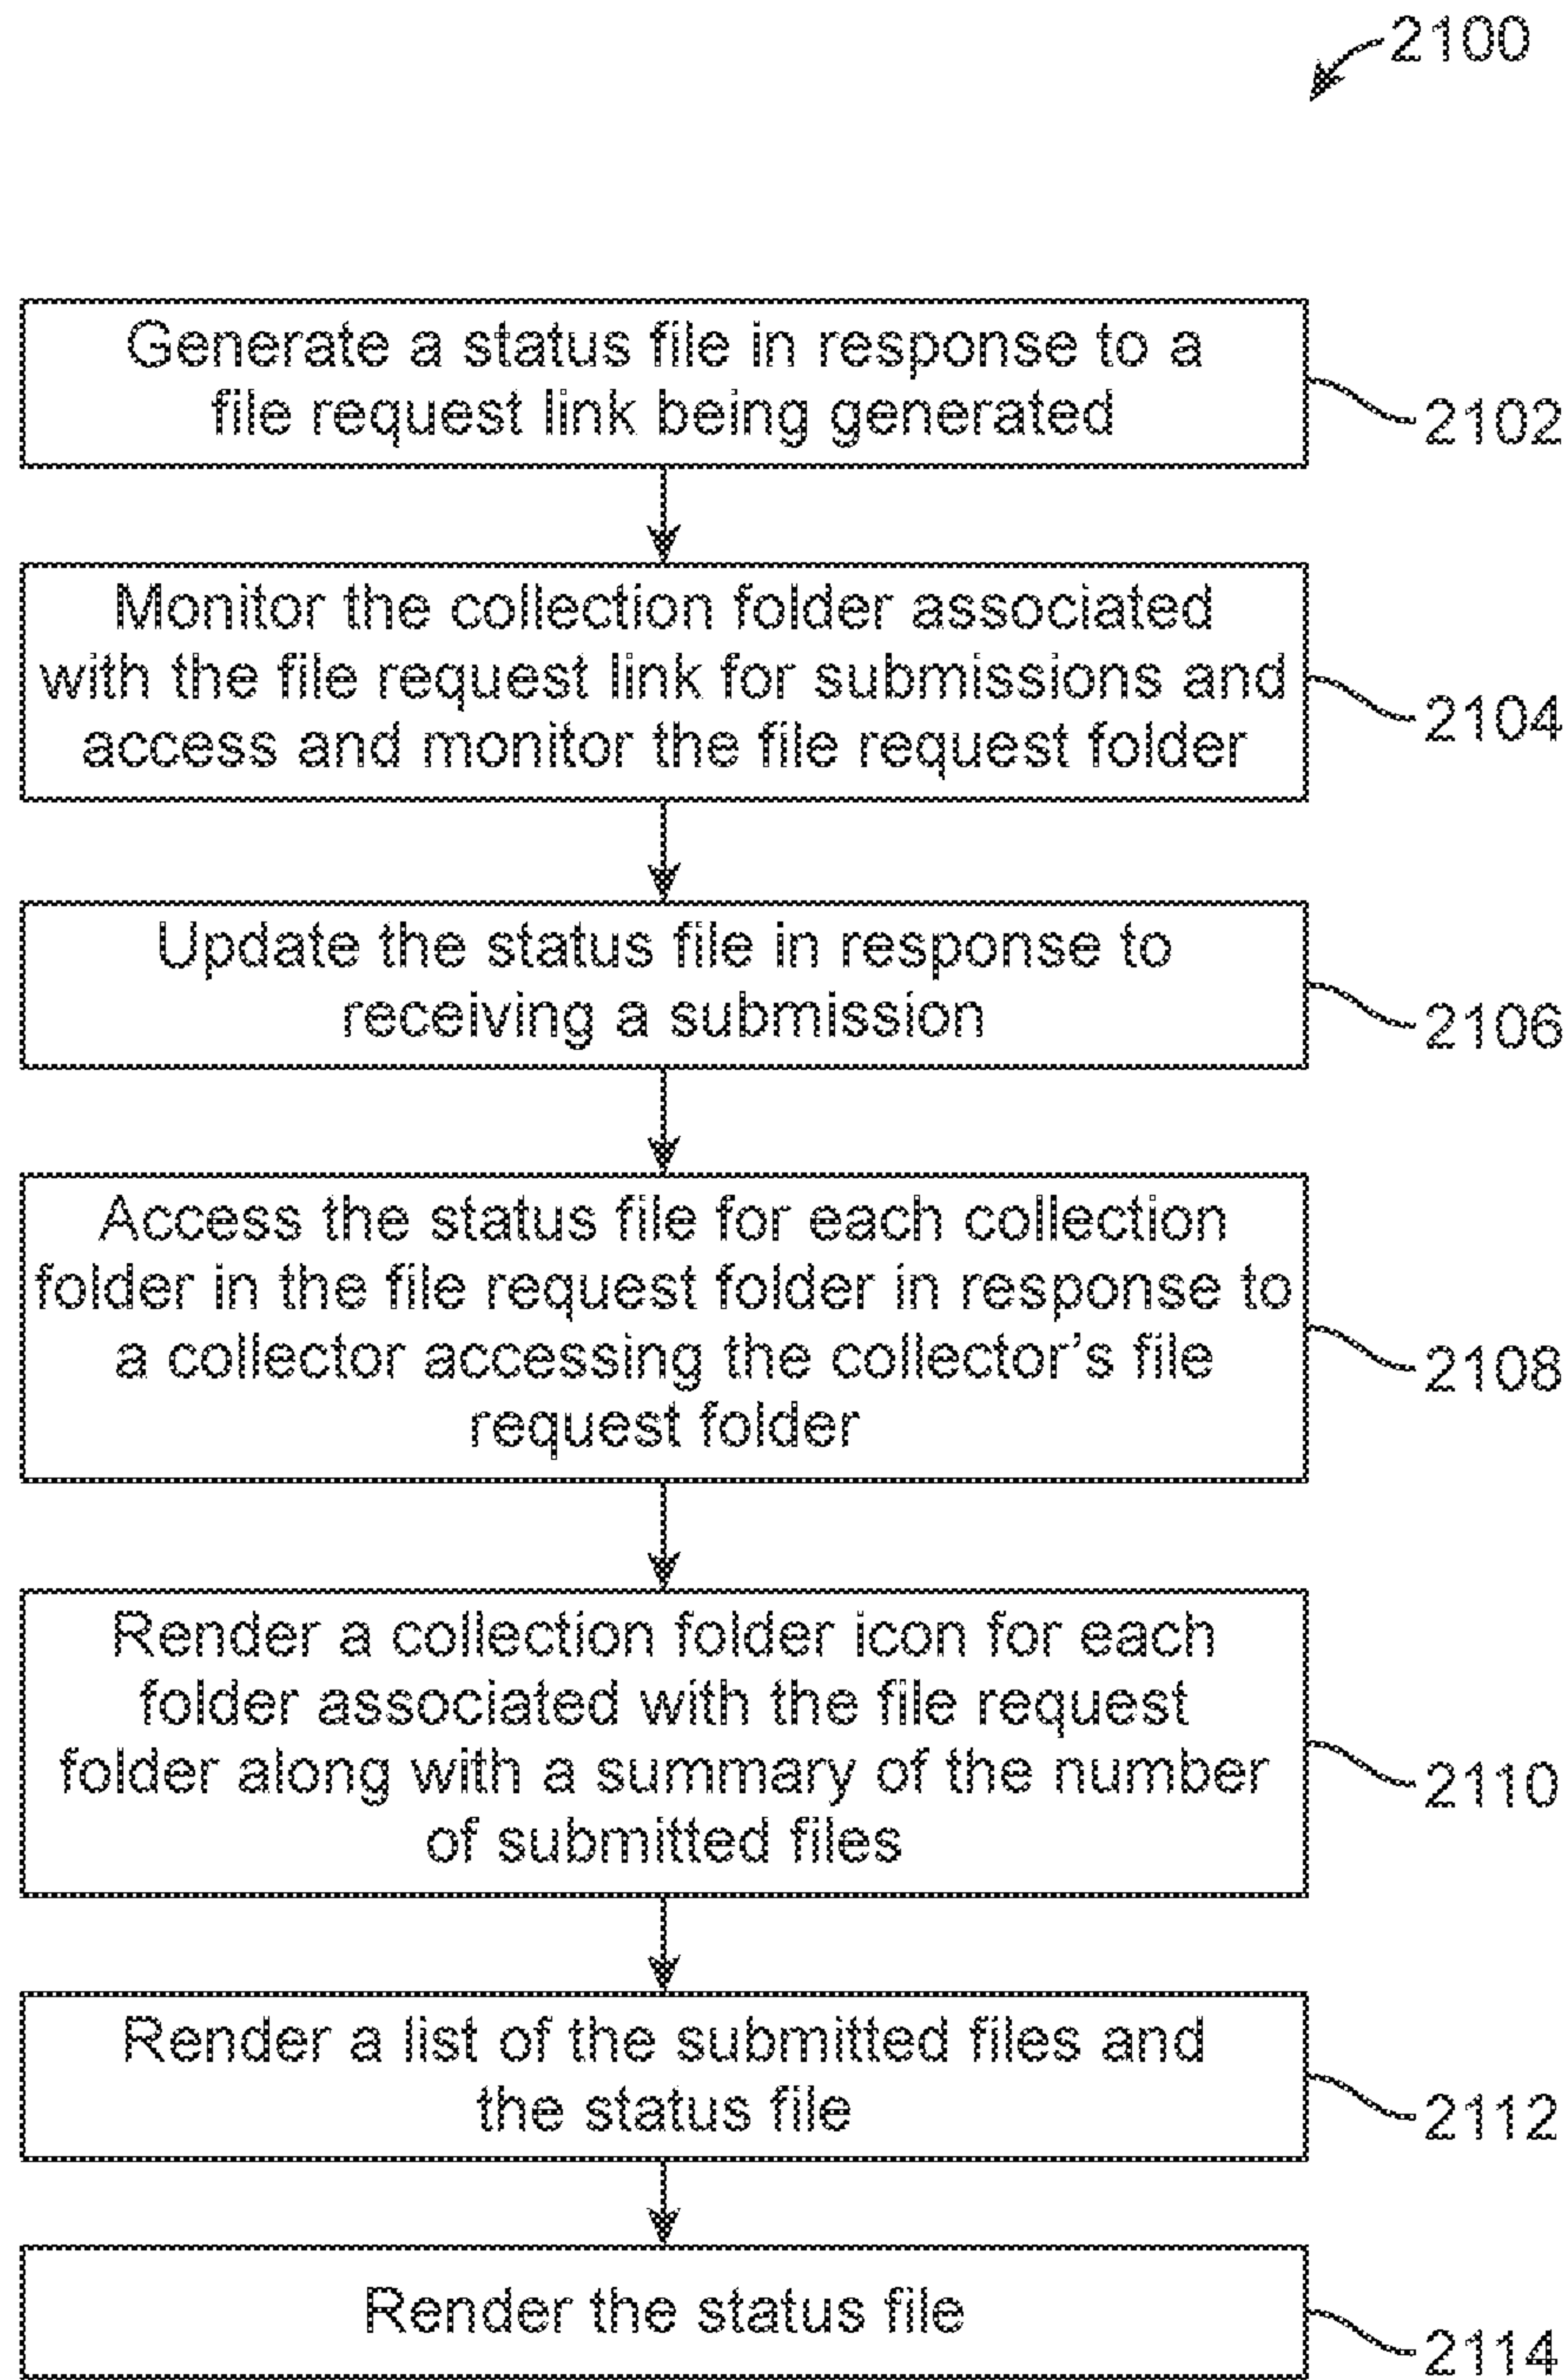 2100
Generate a status file in response to a
file request link being generated
2102
Monitor the collection folder associated
with the file request link for submissions and
access and monitor the file request folder
2104
Update the status file in response to
receiving a submission
2106
Access the status file for each collection
folder in the file request folder in response to
a collector accessing the collector's file
request folder
2108
Render a collection folder icon for each
folder associated with the file request
folder along with a summary of the number
of submitted files
2110
Render a list of the submitted files and
the status file
2112
Render the status file
2114